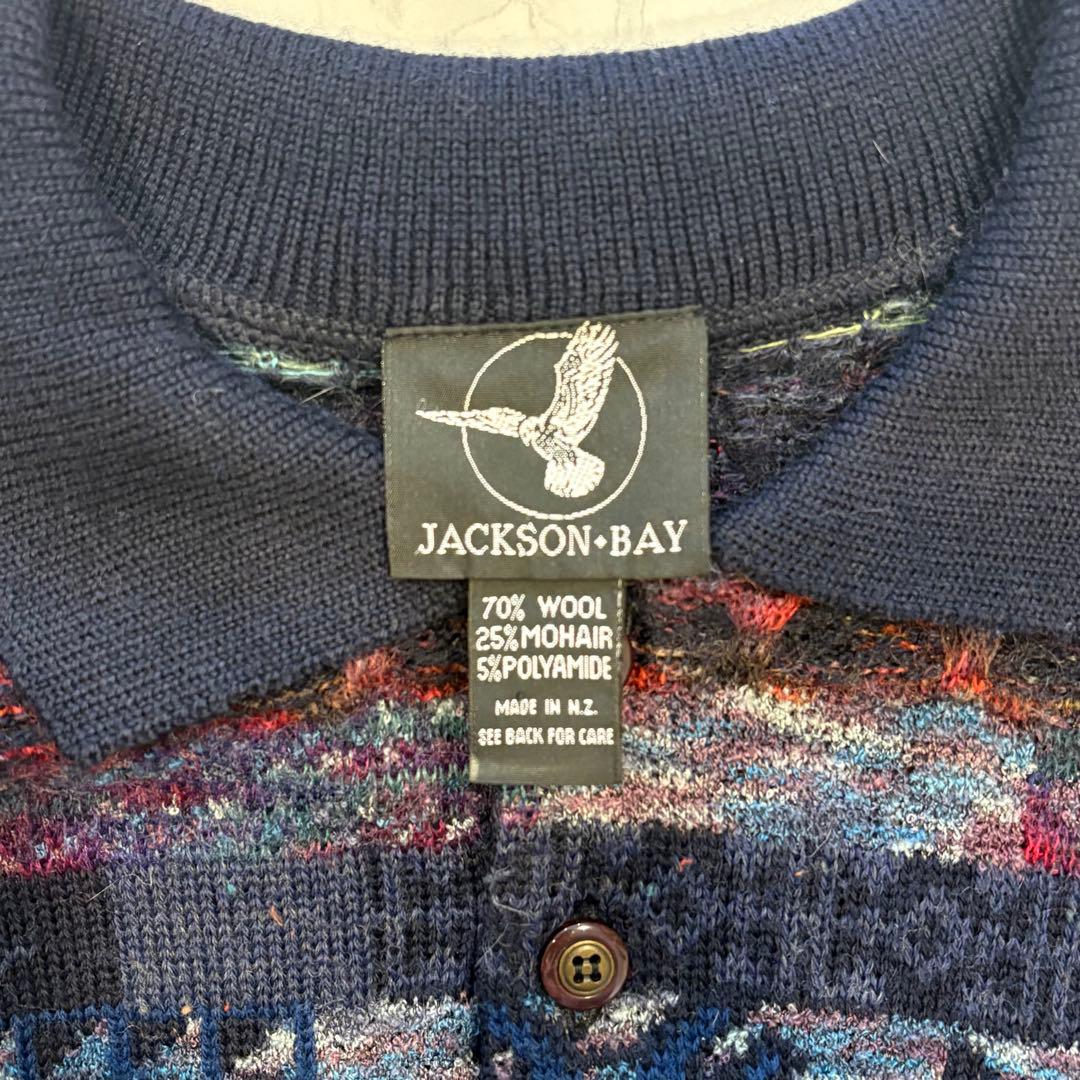 JACKSON◆BAY
70% WOOL
25% MOHAIR
5% POLYAMIDE
MADE IN N.Z.
SEE BACK FOR CARE